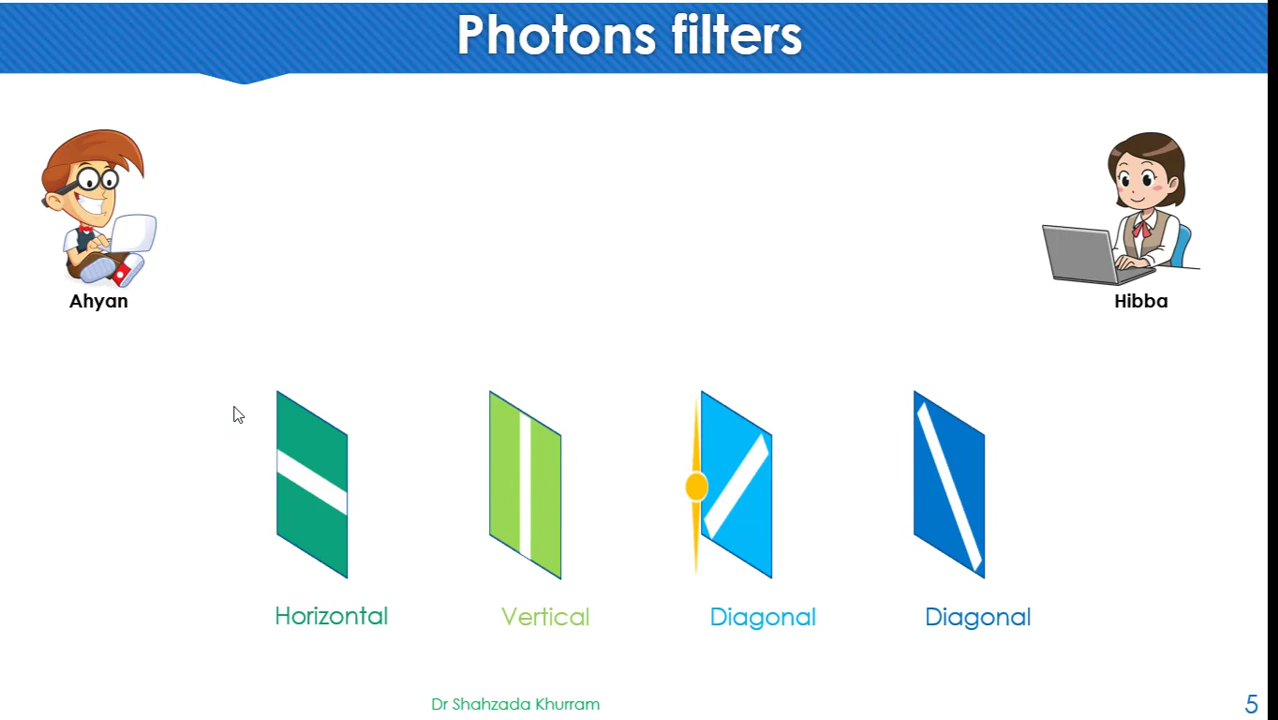 Photons filters
Ahyan
Hibba
Horizontal
Vertical
Diagonal
Diagonal
Dr Shahzada Khurram
5